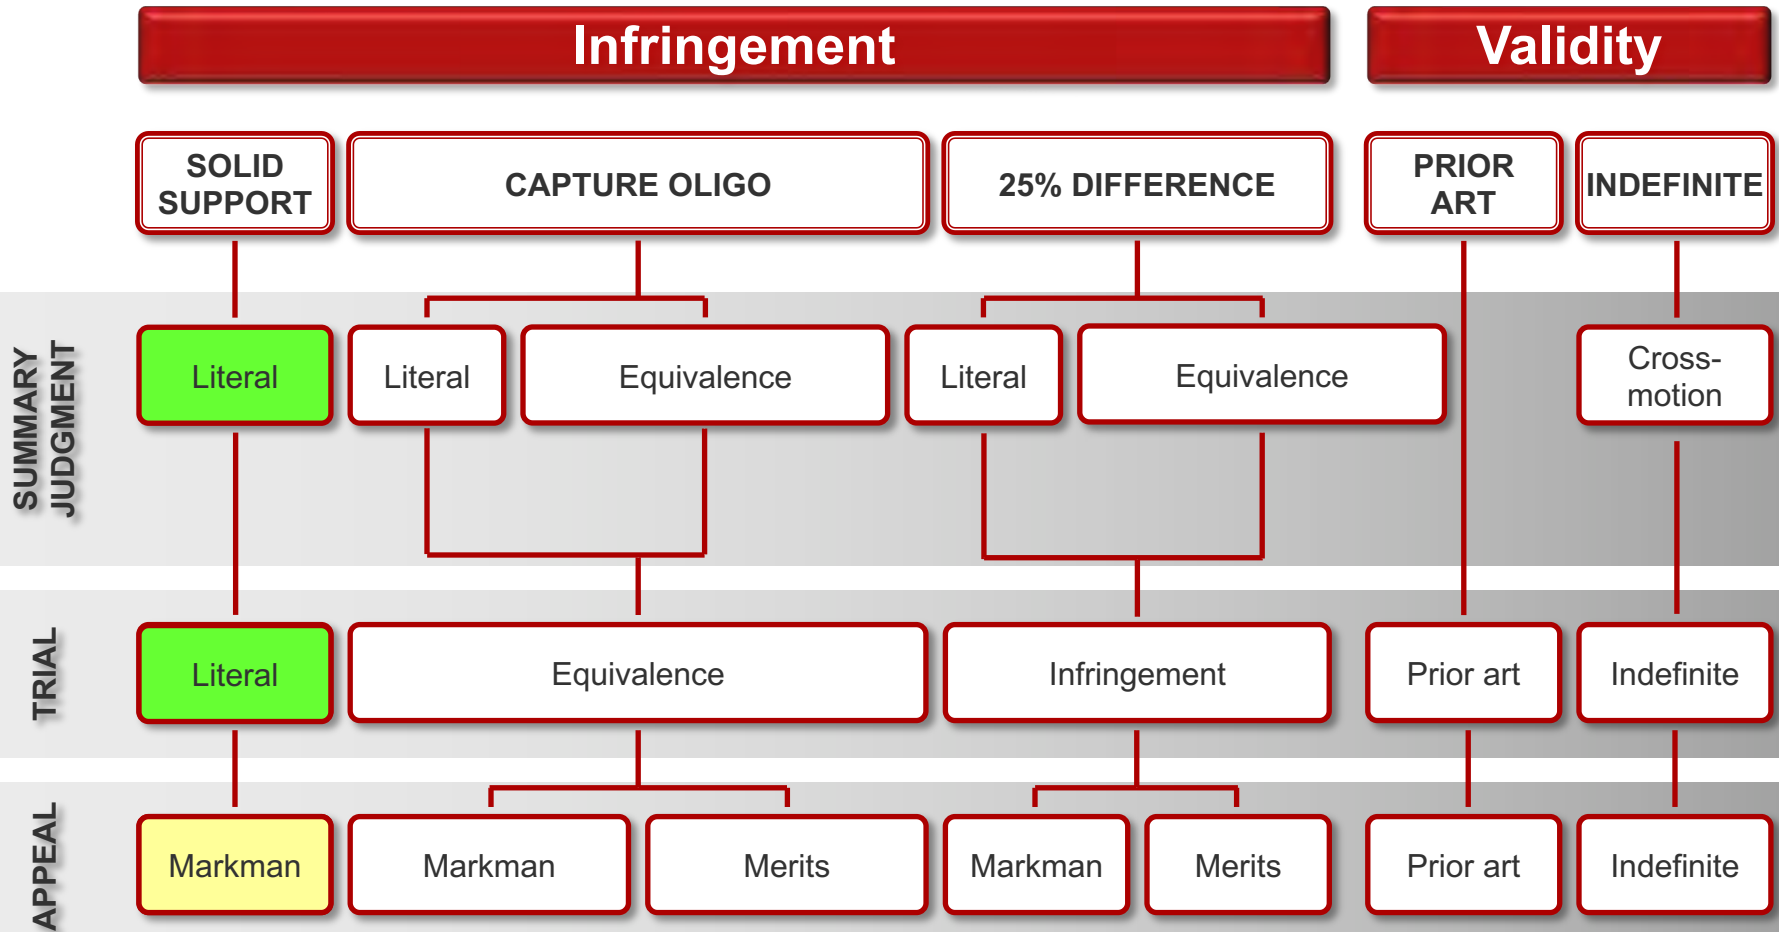 Infringement
Validity
SOLID
SUPPORT
CAPTURE OLIGO
25% DIFFERENCE
PRIOR
ART
INDEFINITE
SUMMARY
JUDGMENT
Literal
Literal
Equivalence
Literal
Equivalence
Cross-
motion
TRIAL
Literal
Equivalence
Infringement
Prior art
Indefinite
APPEAL
Markman
Markman
Merits
Markman
Merits
Prior art
Indefinite